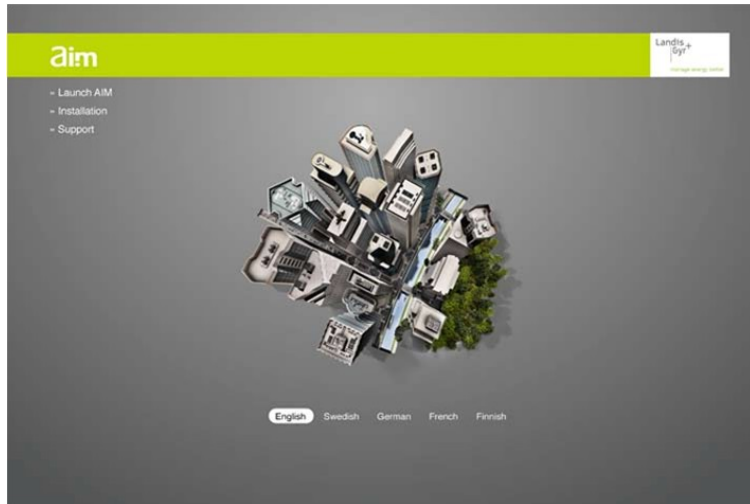 aim
Landis
Gyr+
manage energy better
» Launch AIM
» Installation
» Support
English Swedish German French Finnish